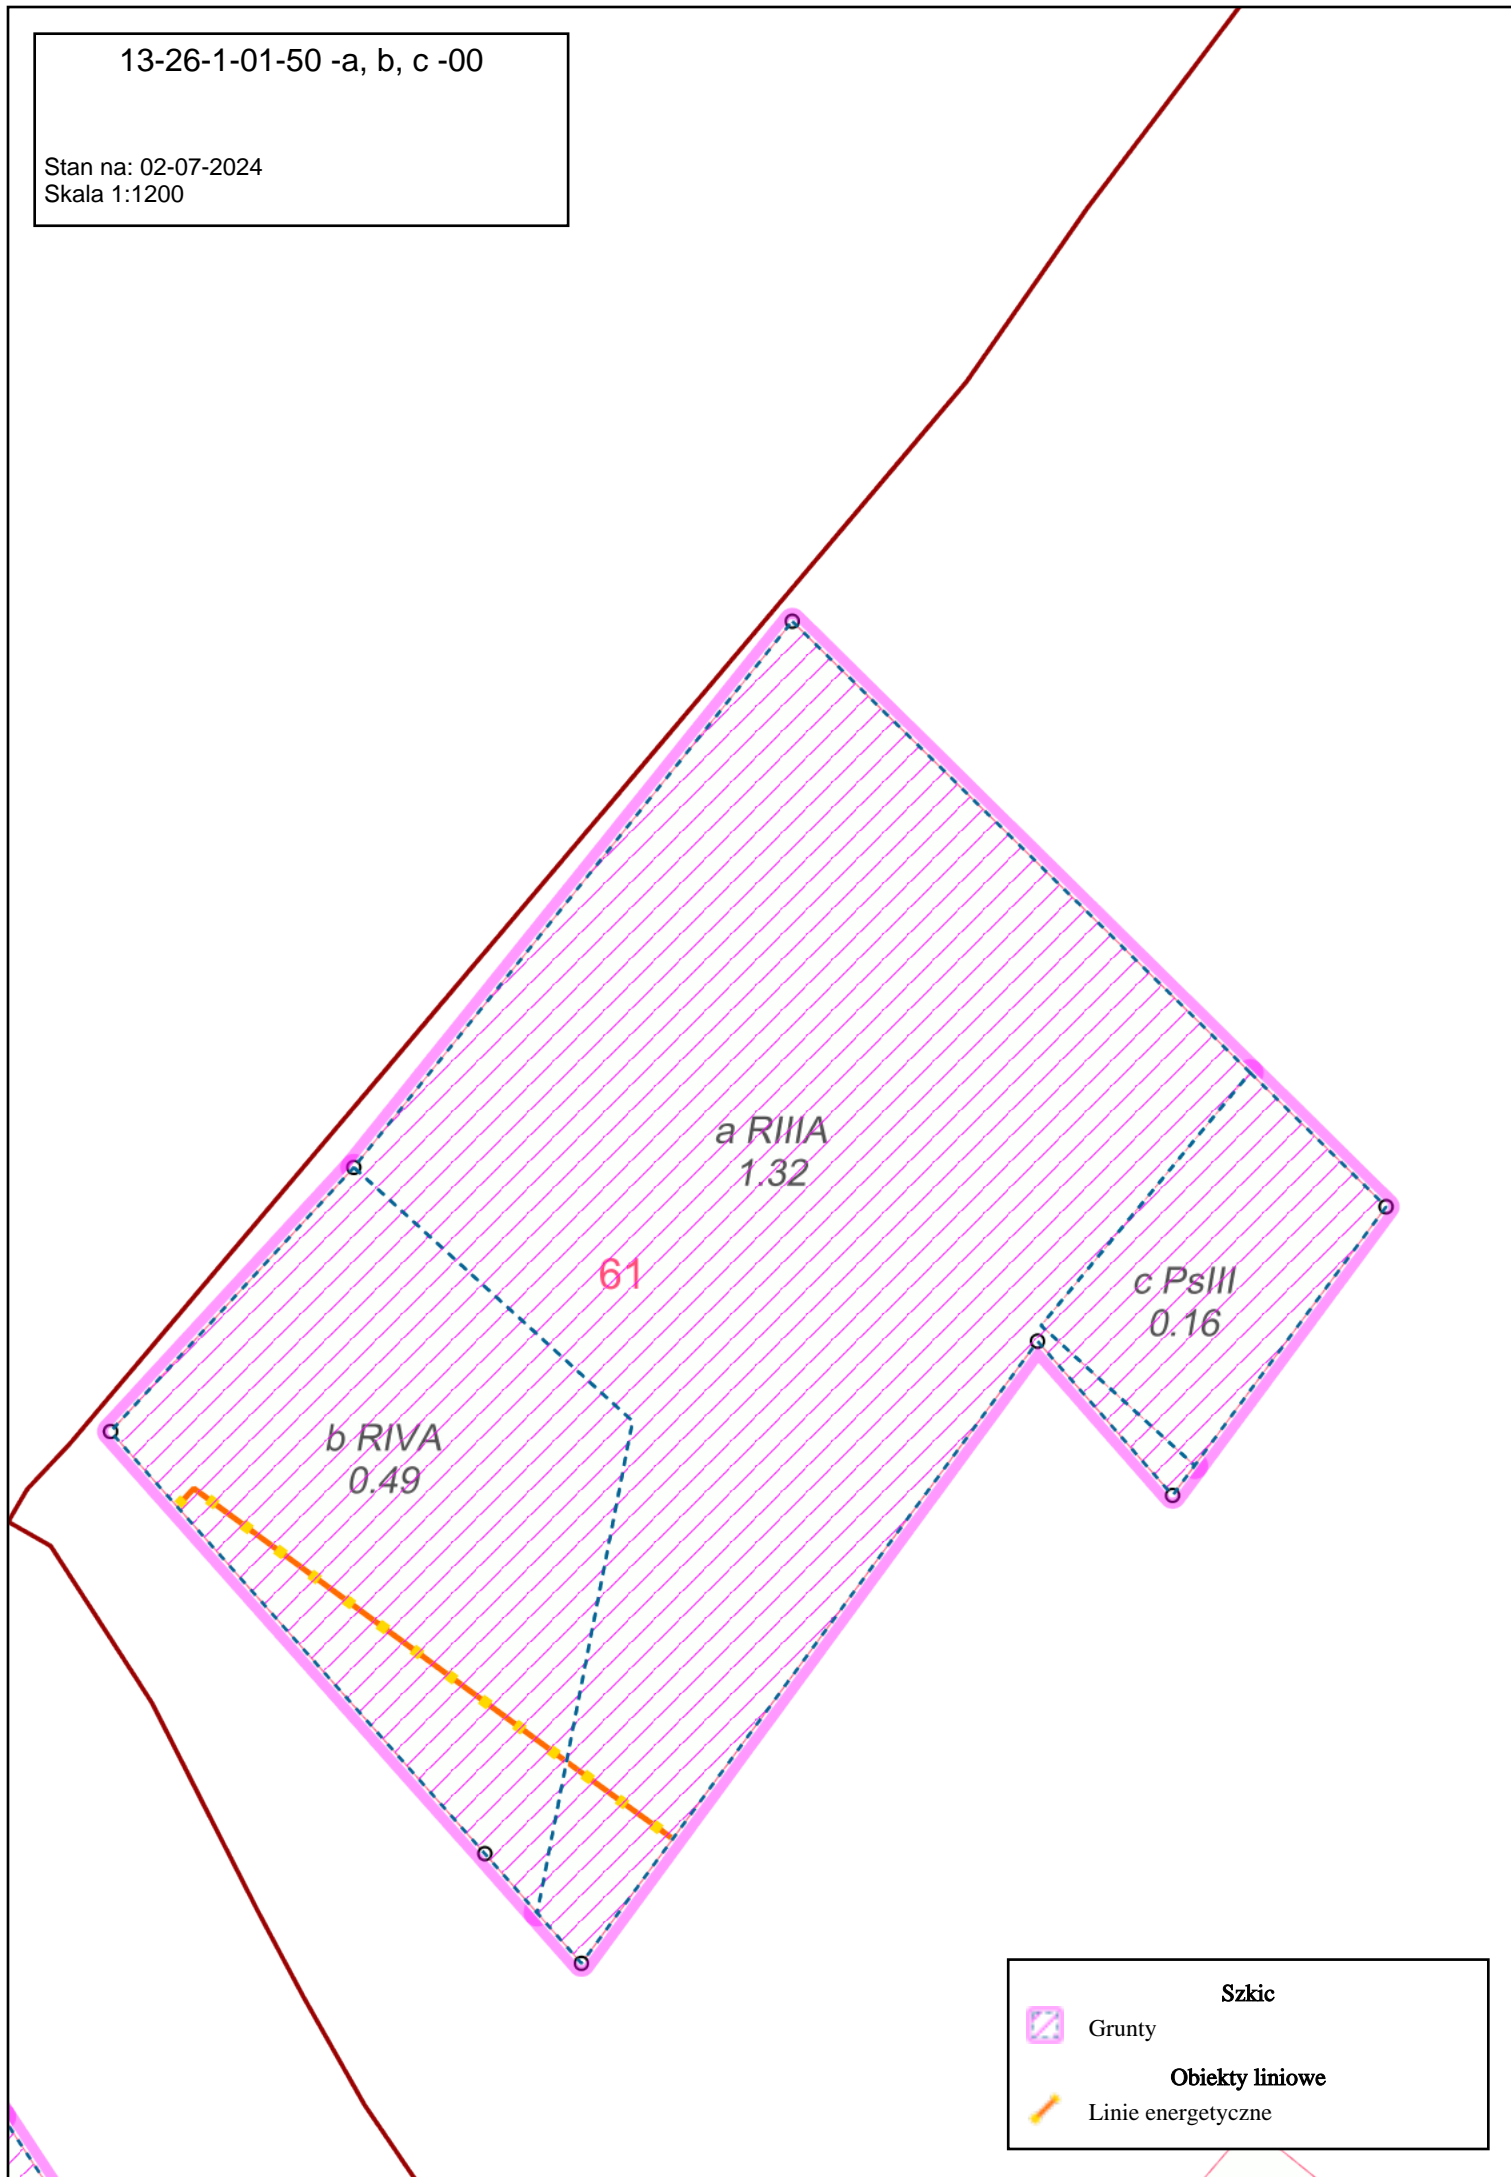 13-26-1-01-50 -a, b, c -00
Stan na: 02-07-2024
Skala 1:1200
a RIIIA
1.32
61
c PsIII
0.16
b RIVA
0.49
Szkic
Grunty
Obiekty liniowe
Linie energetyczne